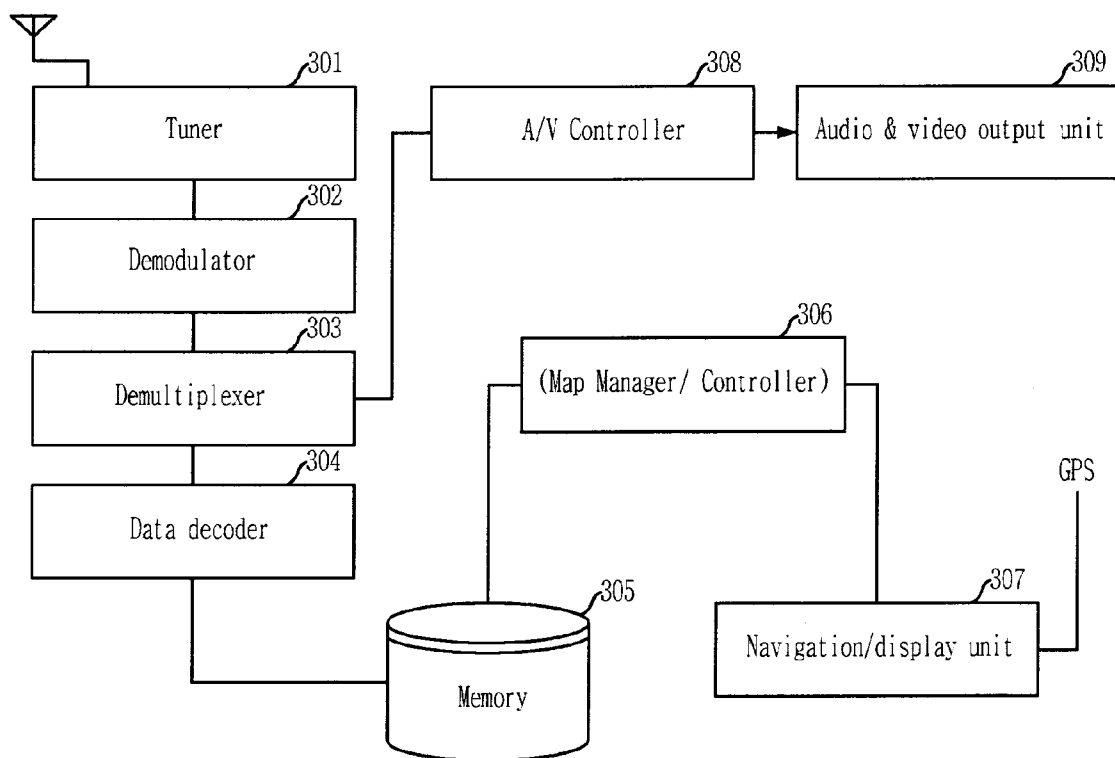 301
Tuner
308
A/V Controller
309
Audio & video output unit
302
Demodulator
303
Demultiplexer
306
(Map Manager/ Controller)
304
Data decoder
GPS
305
Memory
307
Navigation/display unit